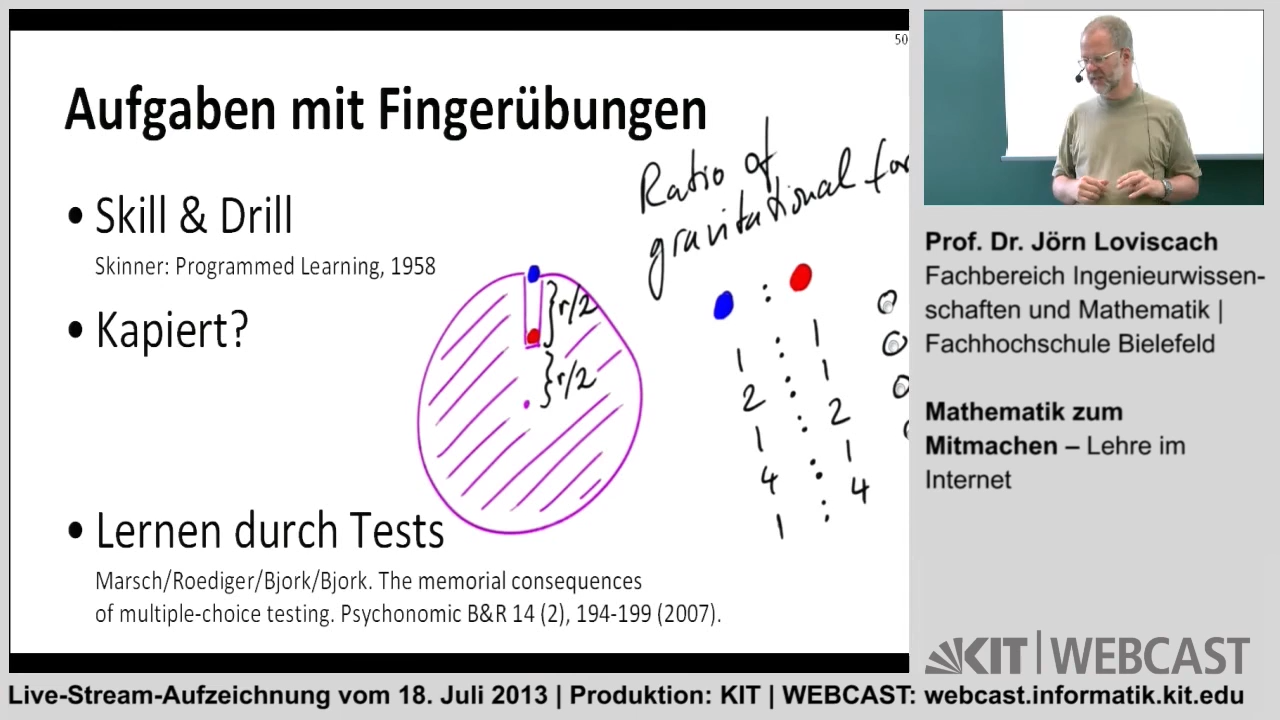 50
Aufgaben mit Fingerübungen
• Skill & Drill
Skinner: Programmed Learning, 1958
• Kapiert?
• Lernen durch Tests
Marsch/Roediger/Bjork/Bjork. The memorial consequences
of multiple-choice testing. Psychonomic B&R 14 (2), 194-199 (2007).
r/2
r/2
Ratio of
gravitational for
:
1 : 1
2 : 1
1 : 2
4 : 1
1 : 4
Prof. Dr. Jörn Loviscach
Fachbereich Ingenieurwissen-
schaften und Mathematik |
Fachhochschule Bielefeld
Mathematik zum
Mitmachen – Lehre im
Internet
KIT | WEBCAST
Live-Stream-Aufzeichnung vom 18. Juli 2013 | Produktion: KIT | WEBCAST: webcast.informatik.kit.edu